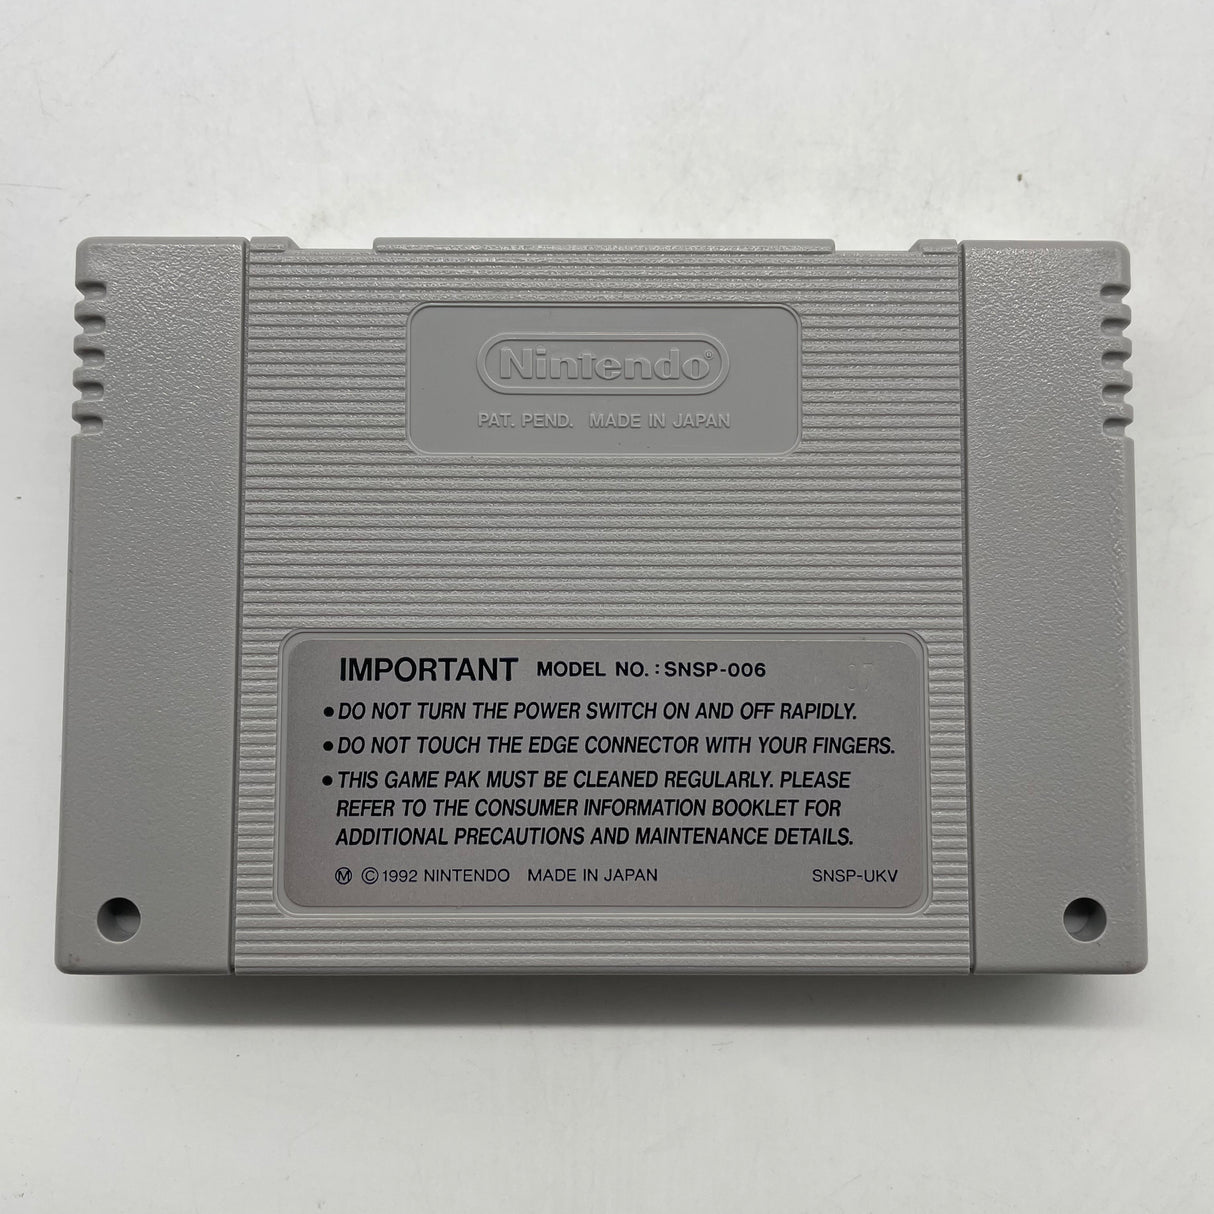 Nintendo®
PAT. PEND. MADE IN JAPAN
IMPORTANT MODEL NO. : SNSP-006 07
● DO NOT TURN THE POWER SWITCH ON AND OFF RAPIDLY.
● DO NOT TOUCH THE EDGE CONNECTOR WITH YOUR FINGERS.
● THIS GAME PAK MUST BE CLEANED REGULARLY. PLEASE
REFER TO THE CONSUMER INFORMATION BOOKLET FOR
ADDITIONAL PRECAUTIONS AND MAINTENANCE DETAILS.
Ⓜ © 1992 NINTENDO MADE IN JAPAN SNSP-UKV